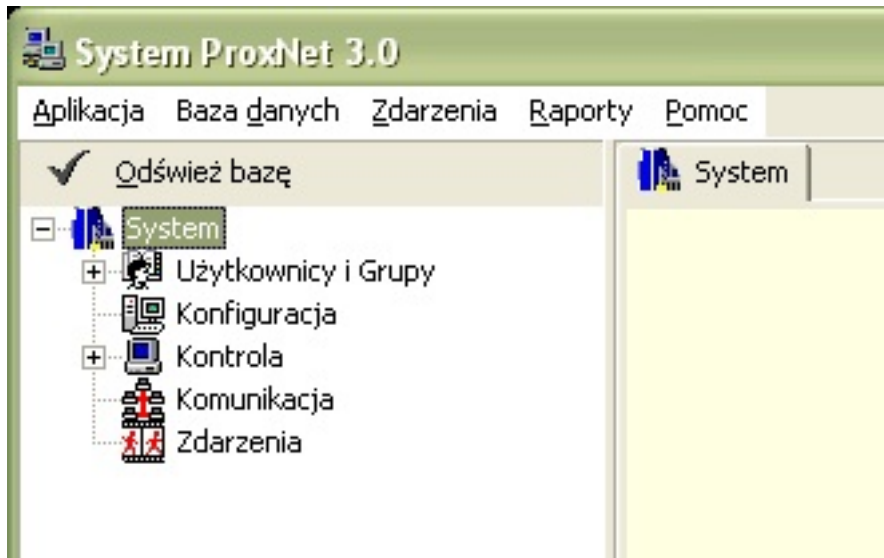 System ProxNet 3.0
Aplikacja Baza danych Zdarzenia Raporty Pomoc
Odśwież bazę
System
System
Użytkownicy i Grupy
Konfiguracja
Kontrola
Komunikacja
Zdarzenia